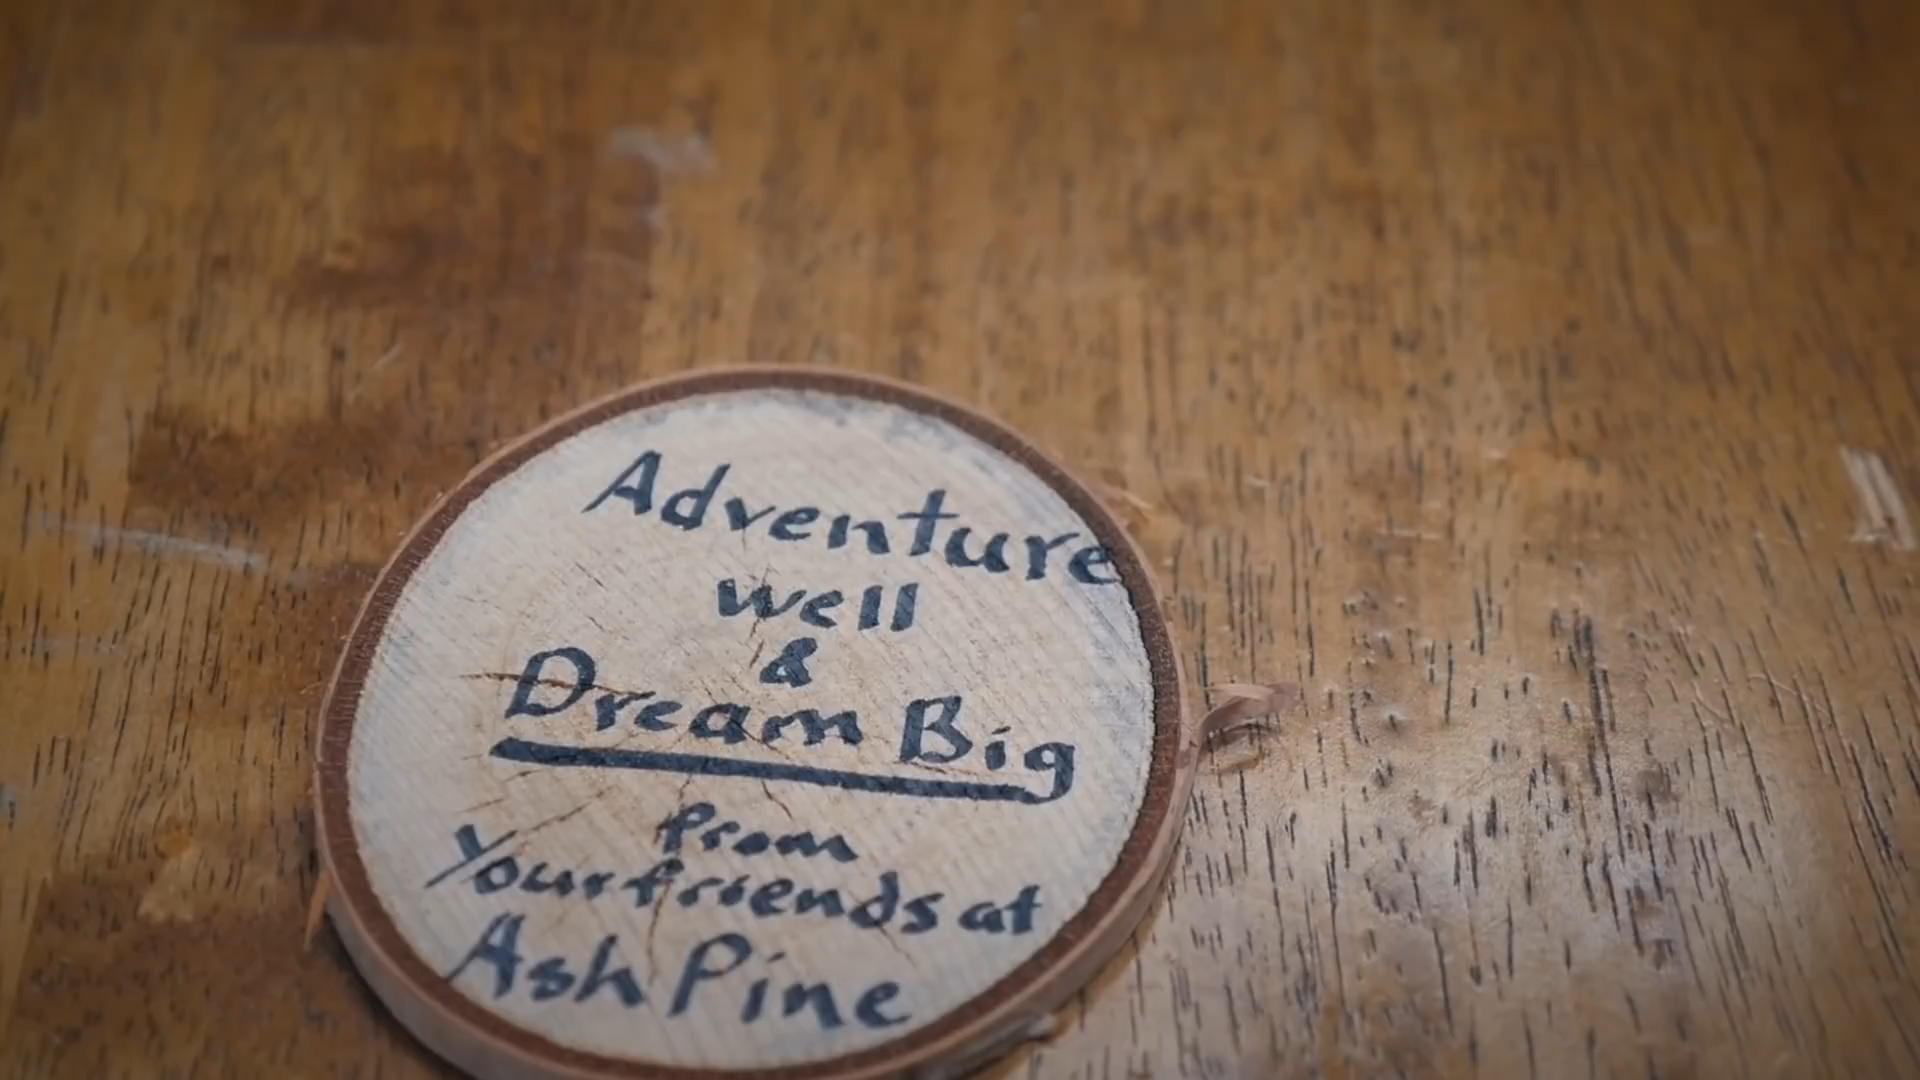 Adventure
well
&
Dream Big
from
Your friends at
Ash Pine